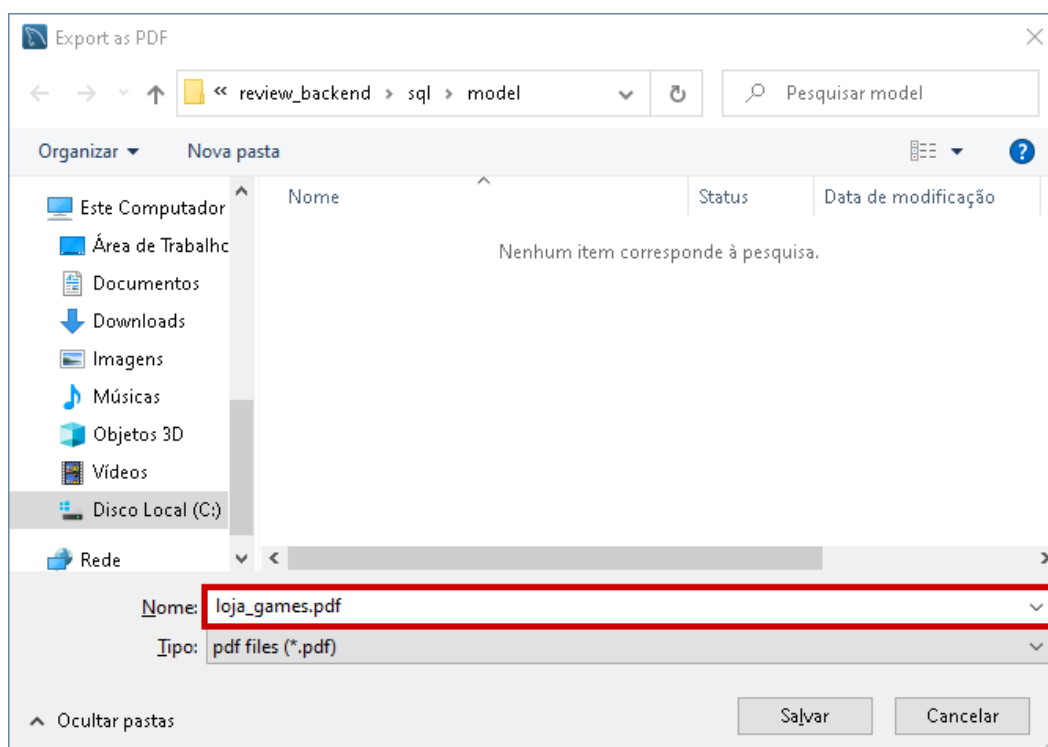 Export as PDF
« review_backend > sql > model
Pesquisar model
Organizar
Nova pasta
?
Nome
Status
Data de modificação
Nenhum item corresponde à pesquisa.
Este Computador
Área de Trabalho
Documentos
Downloads
Imagens
Músicas
Objetos 3D
Vídeos
Disco Local (C:)
Rede
Nome: loja_games.pdf
Tipo: pdf files (*.pdf)
Ocultar pastas
Salvar
Cancelar